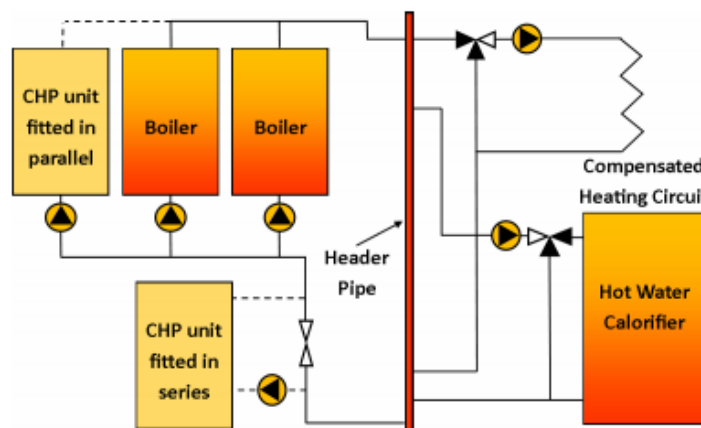 CHP unit
fitted in
parallel
Boiler
Boiler
Compensated
Heating Circui
Header
Pipe
Hot Water
Calorifier
CHP unit
fitted in
series